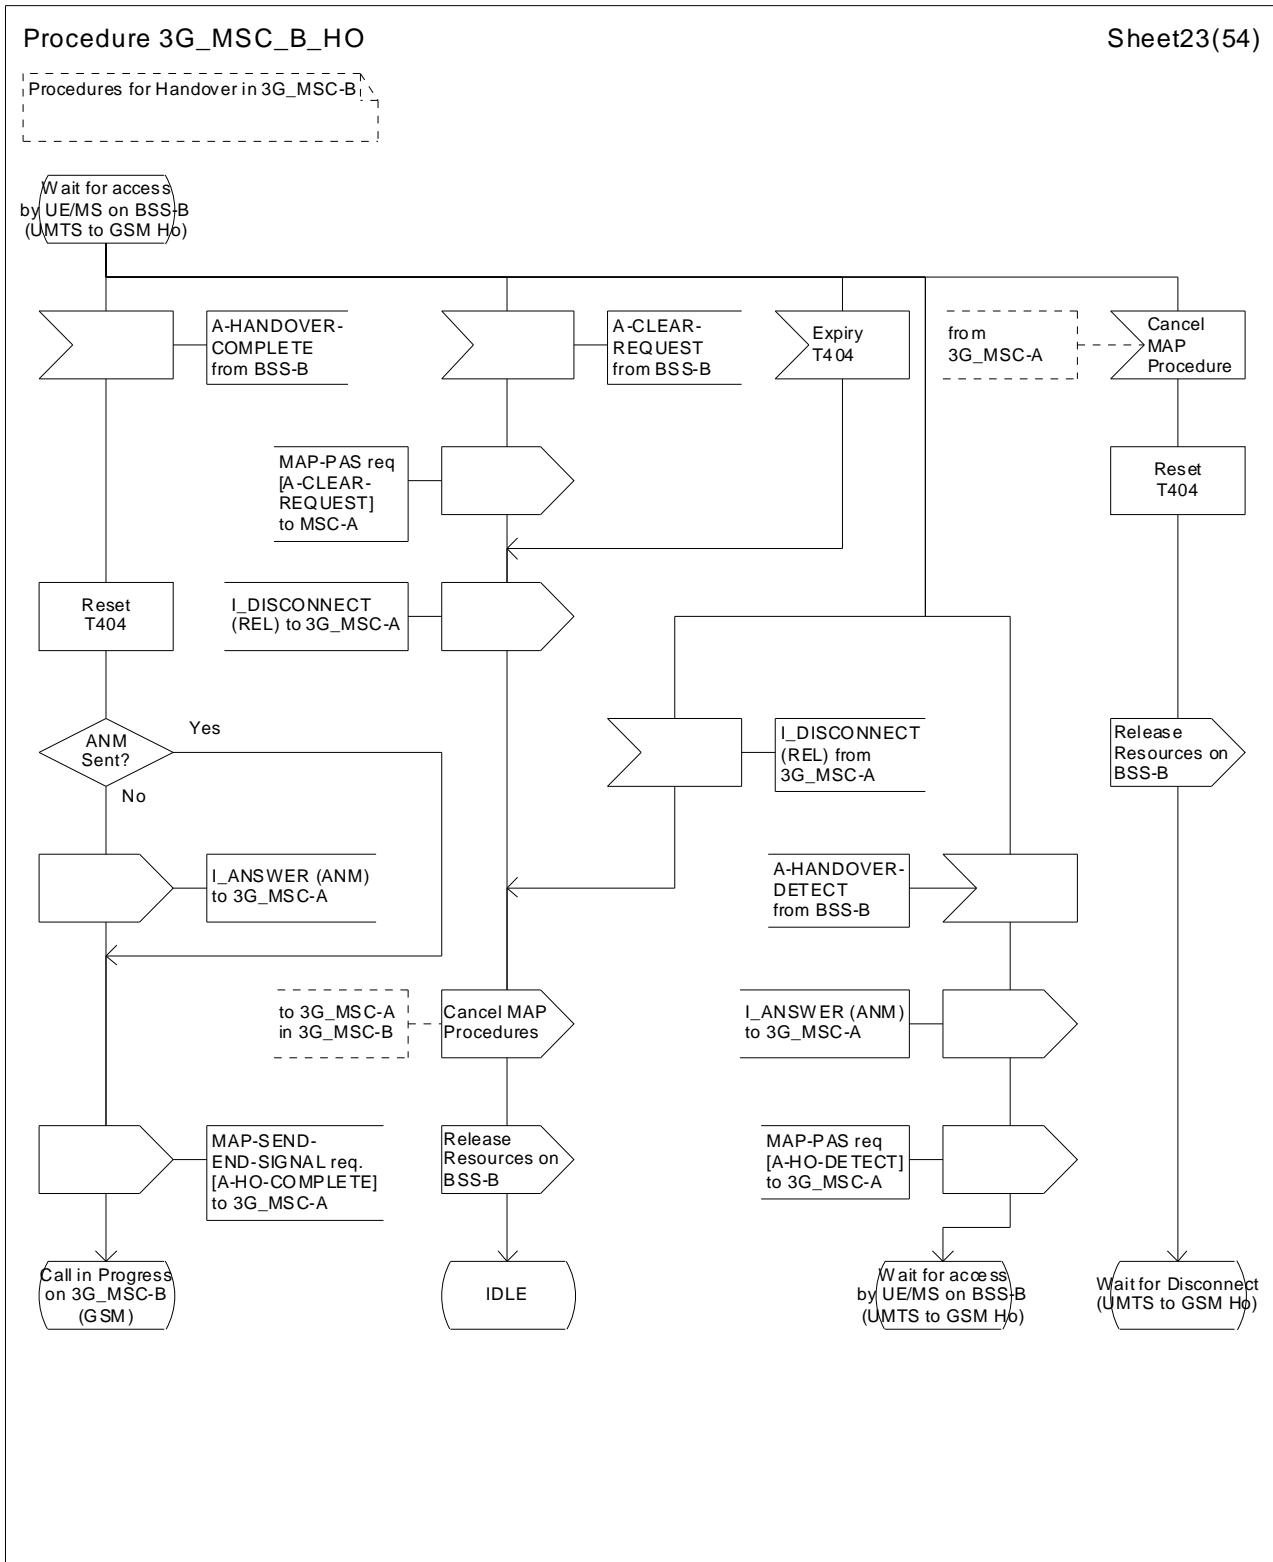 Procedure 3G_MSC_B_HO
Sheet23(54)
Procedures for Handover in 3G_MSC-B
Wait for access
by UE/MS on BSS-B
(UMTS to GSM Ho)
A-HANDOVER-
COMPLETE
from BSS-B
A-CLEAR-
REQUEST
from BSS-B
Expiry
T404
from
3G_MSC-A
Cancel
MAP
Procedure
MAP-PAS req
[A-CLEAR-
REQUEST]
to MSC-A
Reset
T404
Reset
T404
I_DISCONNECT
(REL) to 3G_MSC-A
ANM
Sent?
Yes
No
I_DISCONNECT
(REL) from
3G_MSC-A
Release
Resources on
BSS-B
I_ANSWER (ANM)
to 3G_MSC-A
A-HANDOVER-
DETECT
from BSS-B
to 3G_MSC-A
in 3G_MSC-B
Cancel MAP
Procedures
I_ANSWER (ANM)
to 3G_MSC-A
MAP-SEND-
END-SIGNAL req.
[A-HO-COMPLETE]
to 3G_MSC-A
Release
Resources on
BSS-B
MAP-PAS req
[A-HO-DETECT]
to 3G_MSC-A
Call in Progress
on 3G_MSC-B
(GSM)
IDLE
Wait for access
by UE/MS on BSS-B
(UMTS to GSM Ho)
Wait for Disconnect
(UMTS to GSM Ho)